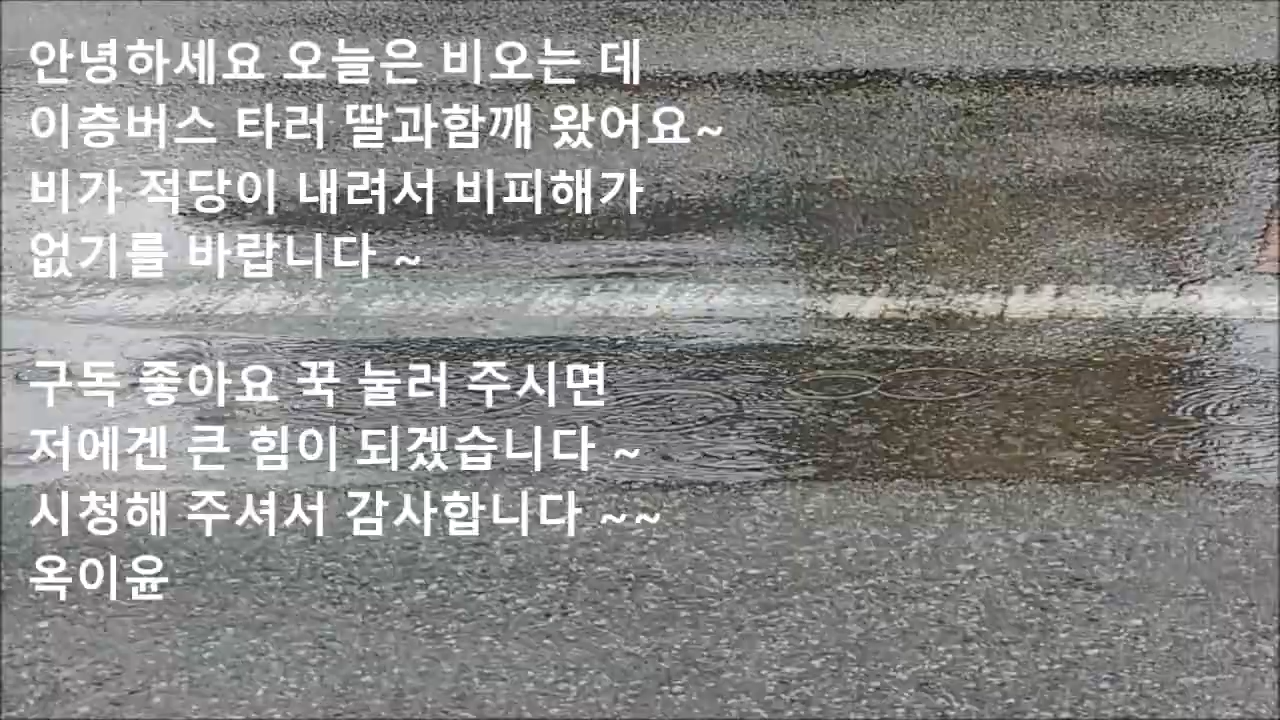 안녕하세요 오늘은 비오는 데
이층버스 타러 딸과함깨 왔어요~
비가 적당이 내려서 비피해가
없기를 바랍니다 ~
구독 좋아요 꾹 눌러 주시면
저에겐 큰 힘이 되겠습니다 ~
시청해 주셔서 감사합니다 ~~
옥이윤